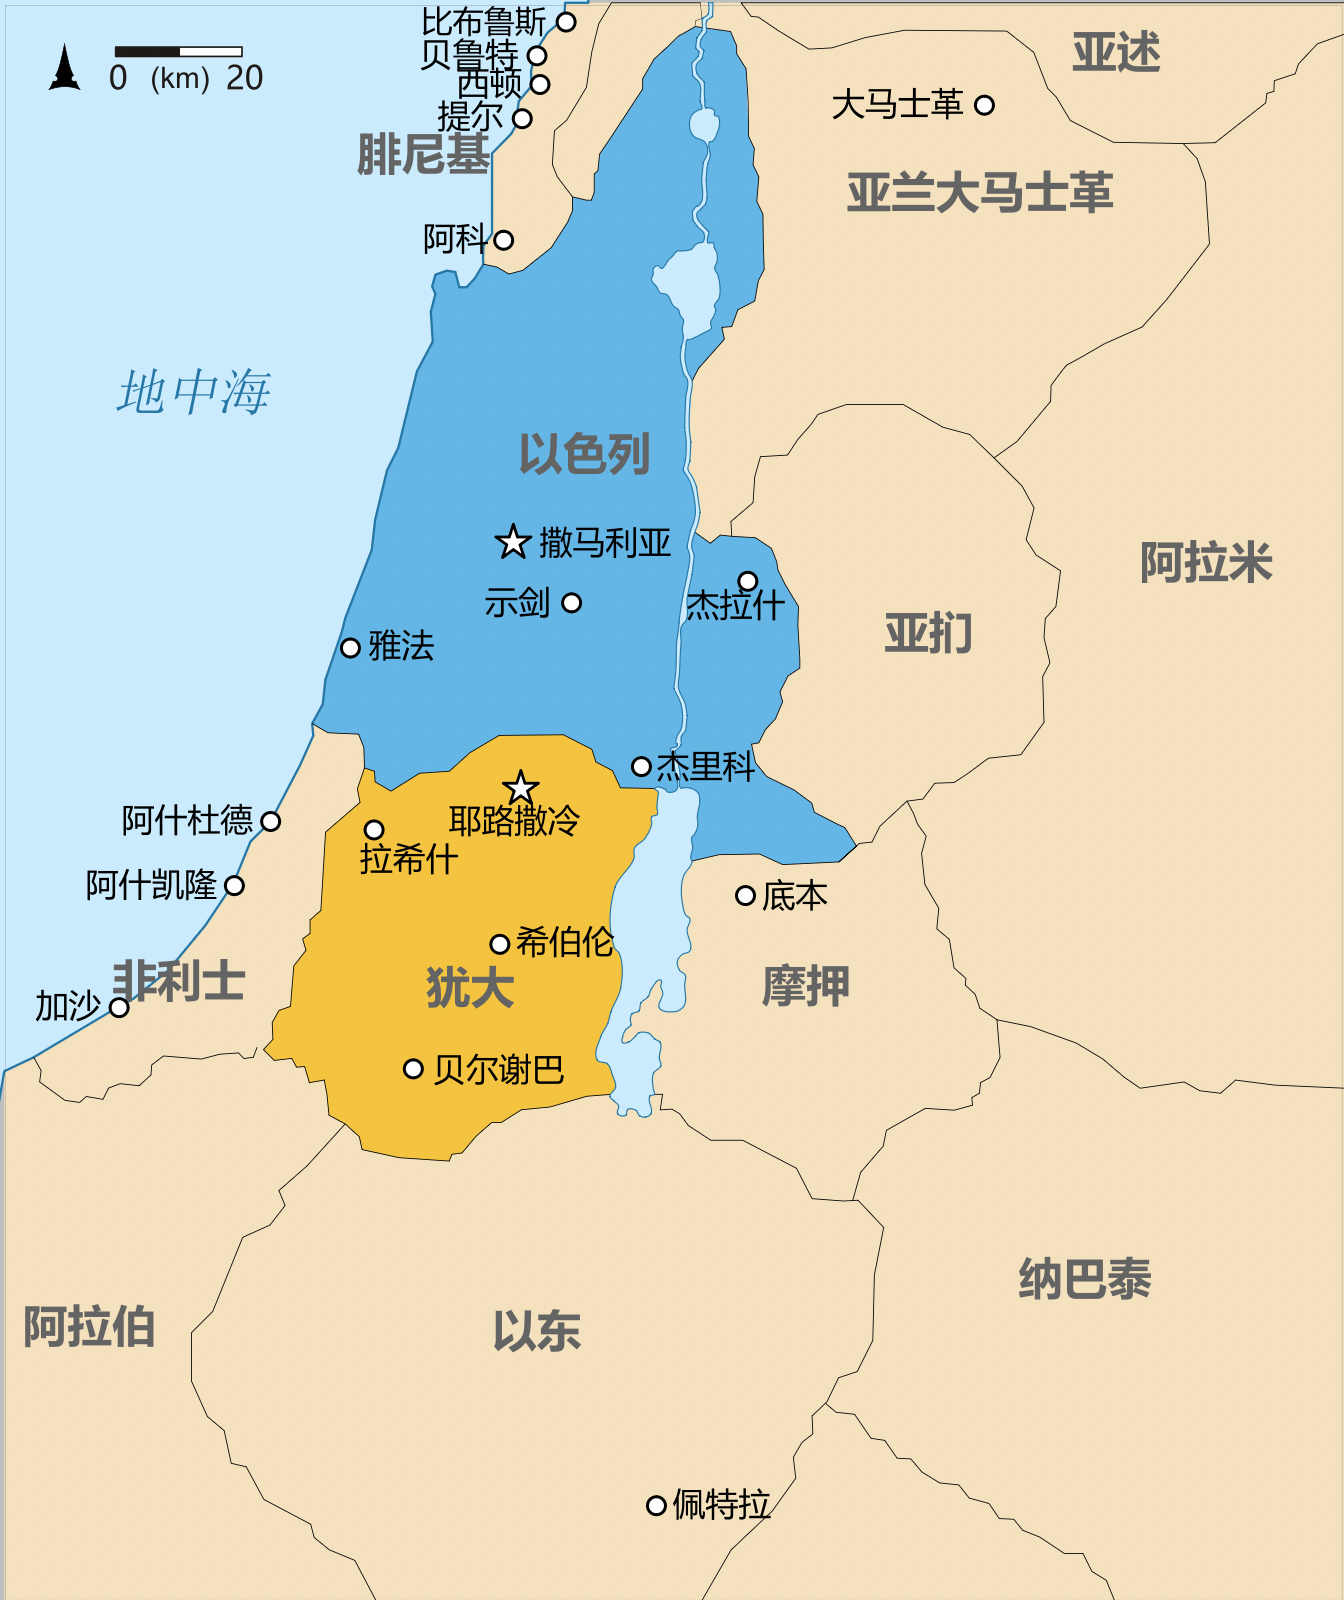 比布鲁斯
贝鲁特
西顿
提尔
腓尼基
0 (km) 20
亚述
大马士革
亚兰大马士革
阿科
地中海
以色列
撒马利亚
示剑
杰拉什
雅法
亚扪
阿拉米
杰里科
耶路撒冷
阿什杜德
拉希什
阿什凯隆
底本
希伯伦
非利士
犹大
摩押
加沙
贝尔谢巴
纳巴泰
阿拉伯
以东
佩特拉